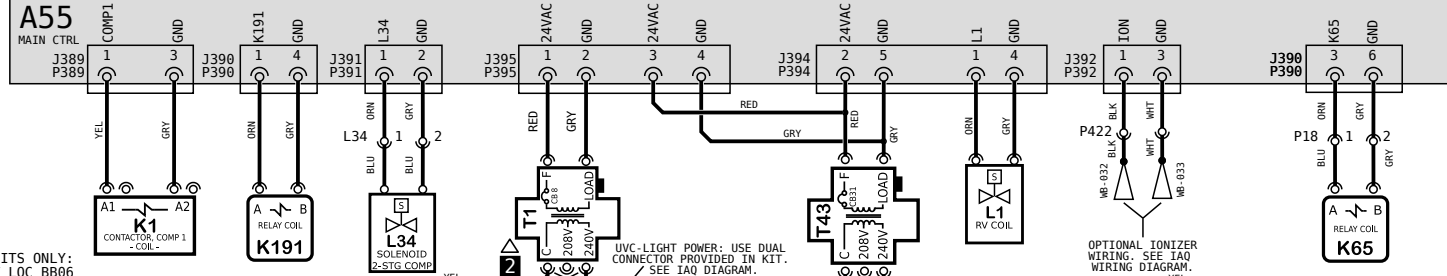 A55
MAIN CTRL
COMP1 GND K191 GND L34 GND 24VAC GND 24VAC GND 24VAC GND L1 GND ION GND K65 GND
J389 1 3 J390 1 4 J391 1 2 J395 1 2 3 4 J394 2 5 1 4 J392 1 3 J390 3 6
P389 P390 P391 P395 P394 P392 P390
YEL GRY ORN GRY ORN GRY RED GRY RED GRY RED GRY ORN GRY BLK WHT ORN GRY
L34 1 2 P422 P18 1 2
BLU BLU BLK WHT BLU GRY
WB-032 WB-033
A1 A2
K1
CONTACTOR, COMP 1
- COIL -
A B
RELAY COIL
K191
S
L34
SOLENOID
2-STG COMP
T1
F LOAD
CB8
C 208V 240V
2
UVC-LIGHT POWER: USE DUAL
CONNECTOR PROVIDED IN KIT.
SEE IAQ DIAGRAM.
T43
F LOAD
CB31
C 208V 240V
S
L1
RV COIL
OPTIONAL IONIZER
WIRING. SEE IAQ
WIRING DIAGRAM.
A B
RELAY COIL
K65
ITS ONLY:
LOC BB06
YEL